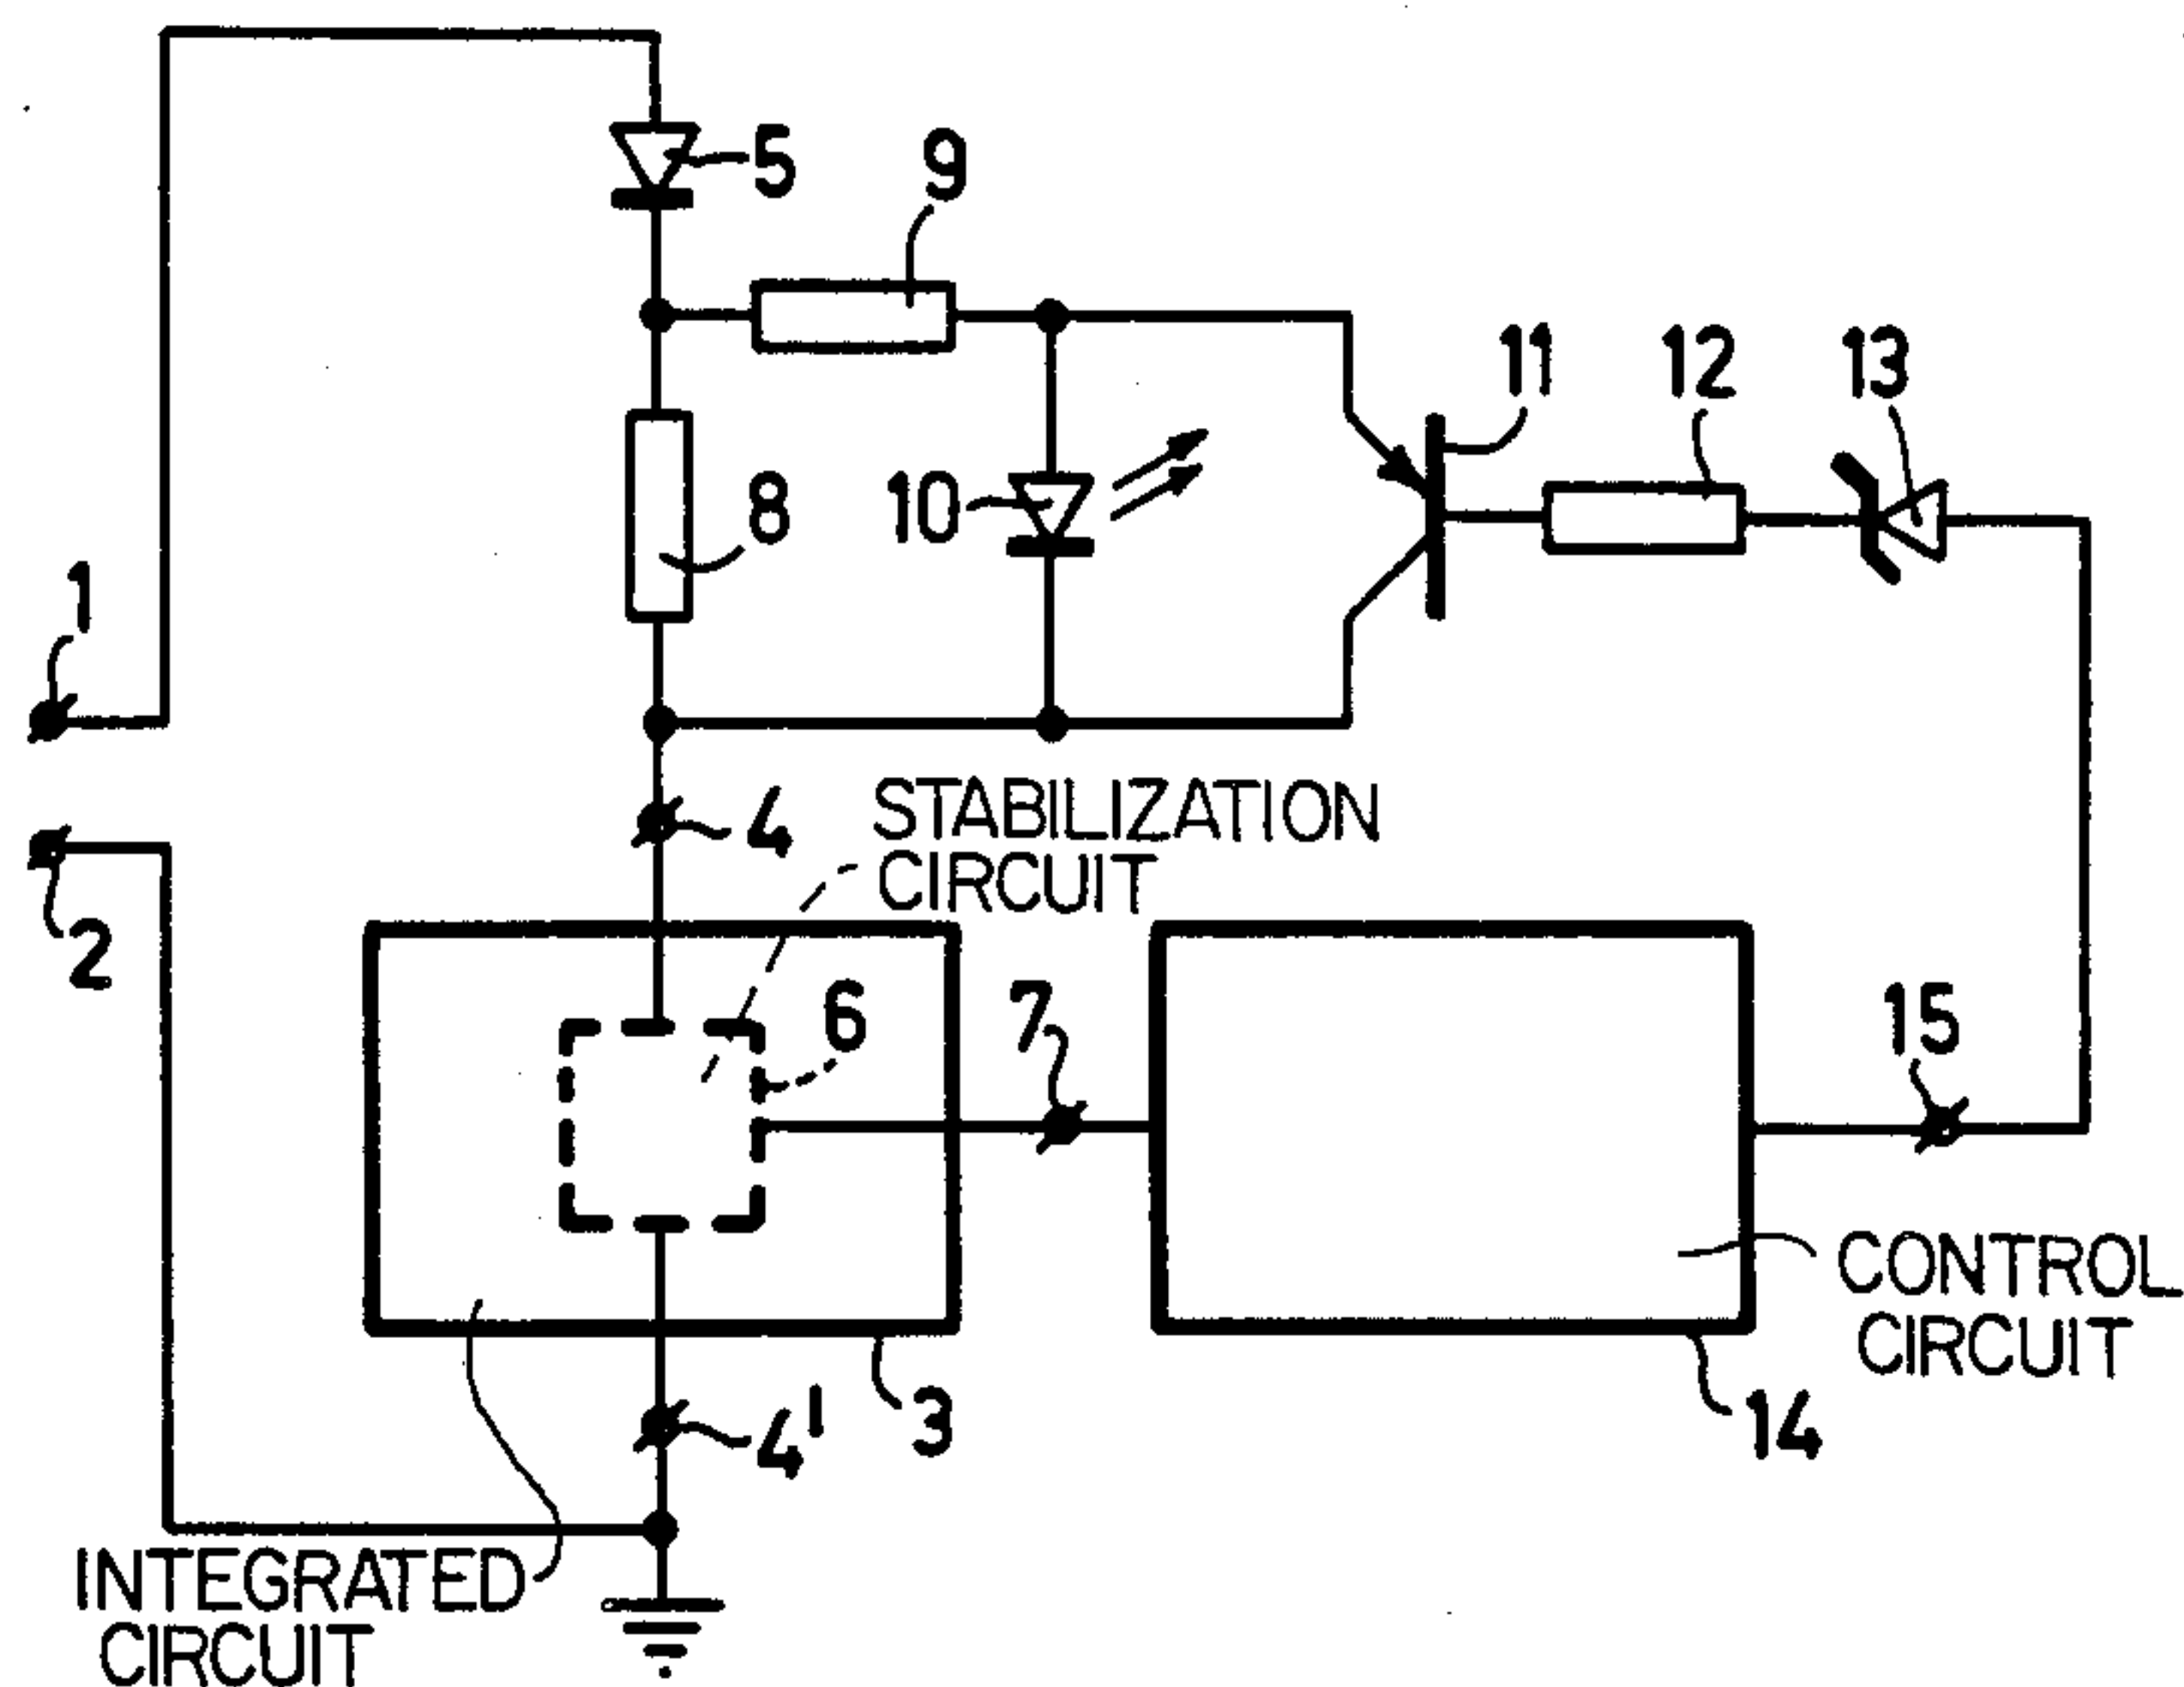 5
9
11
12
13
8
10
1
4
STABILIZATION
CIRCUIT
2
6
7
15
CONTROL
CIRCUIT
3
4'
14
INTEGRATED
CIRCUIT